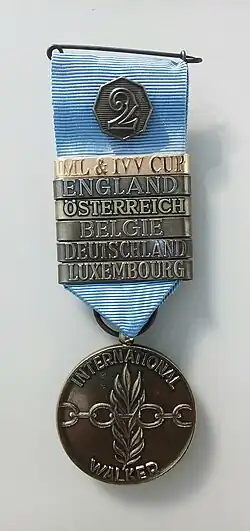 2
IML & IVV CUP
ENGLAND
ÖSTERREICH
BELGIE
DEUTSCHLAND
LUXEMBOURG
INTERNATIONAL
WALKER